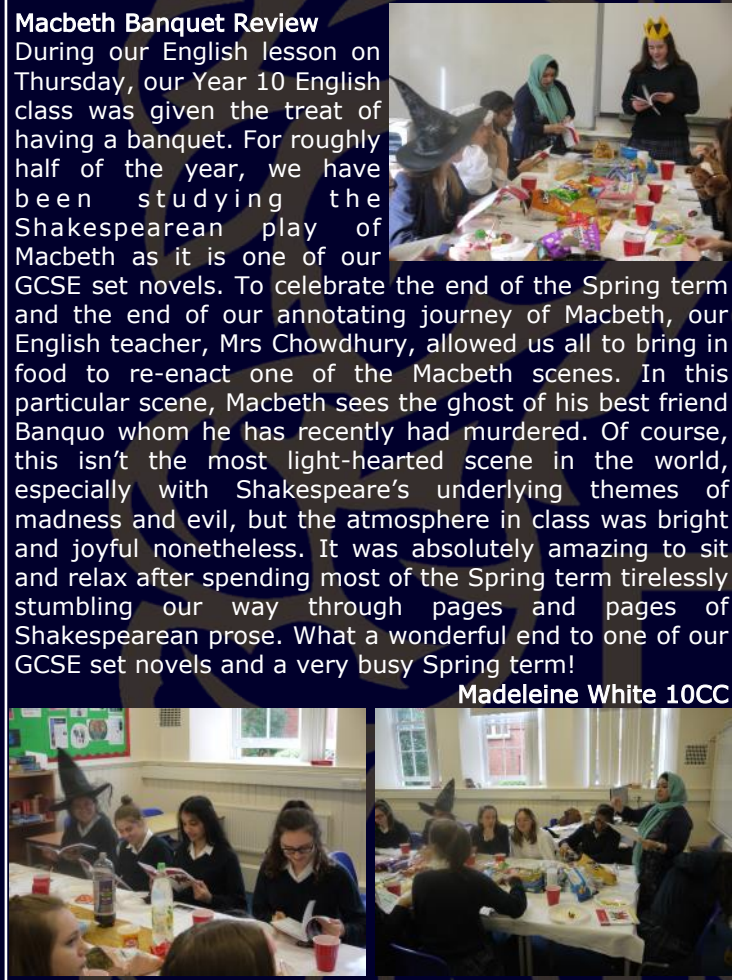 Macbeth Banquet Review
During our English lesson on
Thursday, our Year 10 English
class was given the treat of
having a banquet. For roughly
half of the year, we have
been studying the
Shakespearean play of
Macbeth as it is one of our
GCSE set novels. To celebrate the end of the Spring term
and the end of our annotating journey of Macbeth, our
English teacher, Mrs Chowdhury, allowed us all to bring in
food to re-enact one of the Macbeth scenes. In this
particular scene, Macbeth sees the ghost of his best friend
Banquo whom he has recently had murdered. Of course,
this isn’t the most light-hearted scene in the world,
especially with Shakespeare’s underlying themes of
madness and evil, but the atmosphere in class was bright
and joyful nonetheless. It was absolutely amazing to sit
and relax after spending most of the Spring term tirelessly
stumbling our way through pages and pages of
Shakespearean prose. What a wonderful end to one of our
GCSE set novels and a very busy Spring term!
Madeleine White 10CC